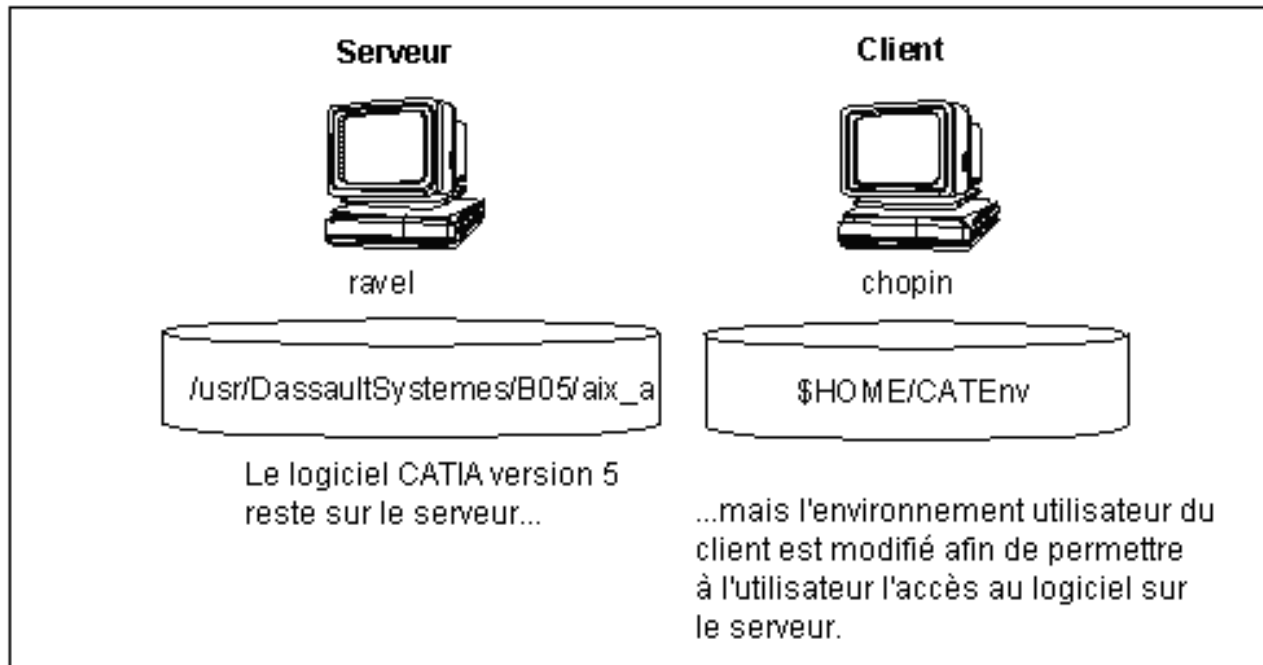 Serveur
Client
ravel
chopin
/usr/DassaultSystemes/B05/aix_a
$HOME/CATEnv
Le logiciel CATIA version 5
reste sur le serveur...
...mais l'environnement utilisateur du
client est modifié afin de permettre
à l'utilisateur l'accès au logiciel sur
le serveur.